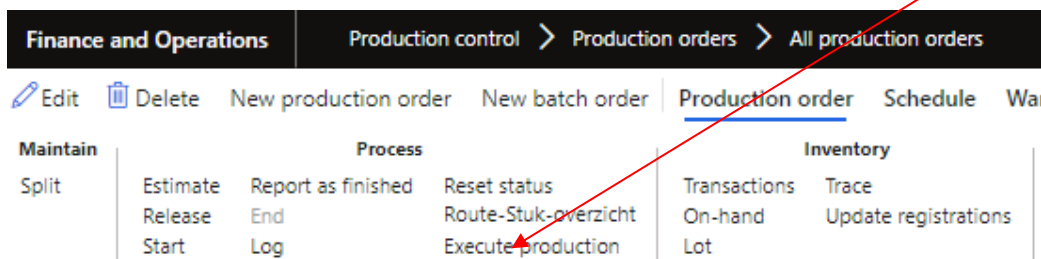 Finance and Operations Production control > Production orders > All production orders
Edit Delete New production order New batch order Production order Schedule
Maintain Process Inventory
Split Estimate Report as finished Reset status Transactions Trace
Release End Route-Stuk-overzicht On-hand Update registrations
Start Log Execute production Lot